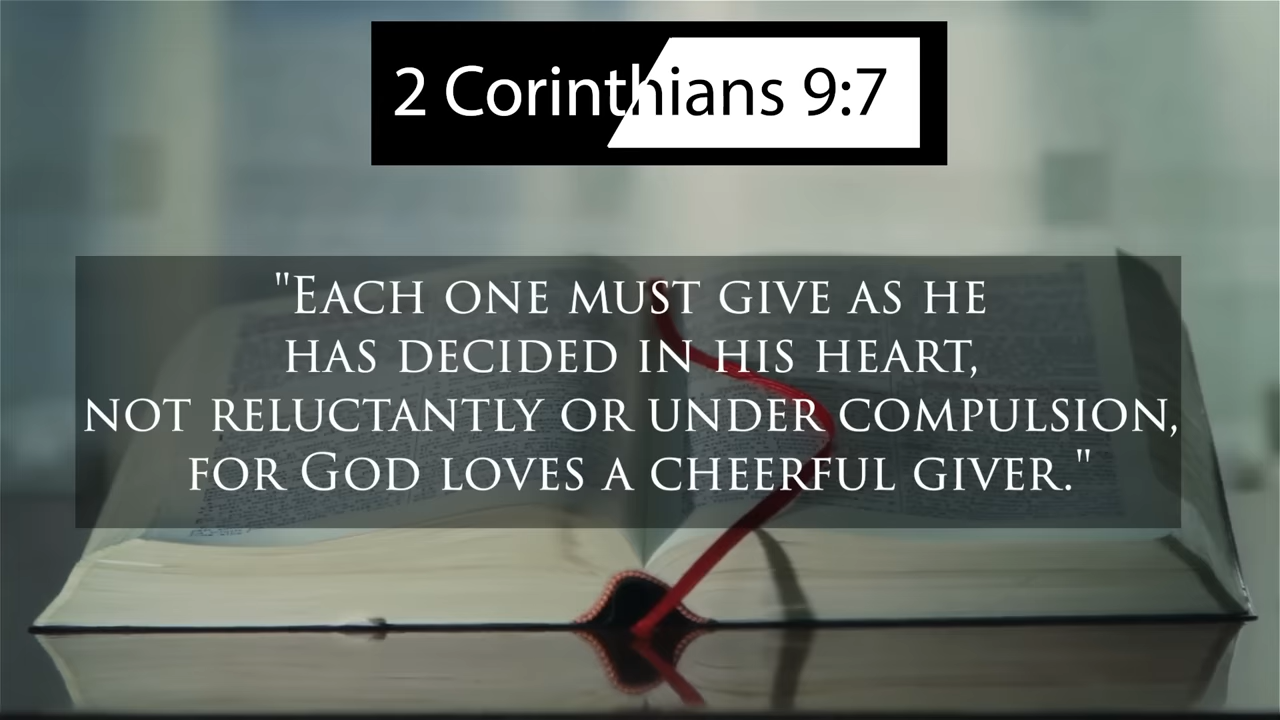 2 Corinthians 9:7
"Each one must give as he
has decided in his heart,
not reluctantly or under compulsion,
for God loves a cheerful giver."